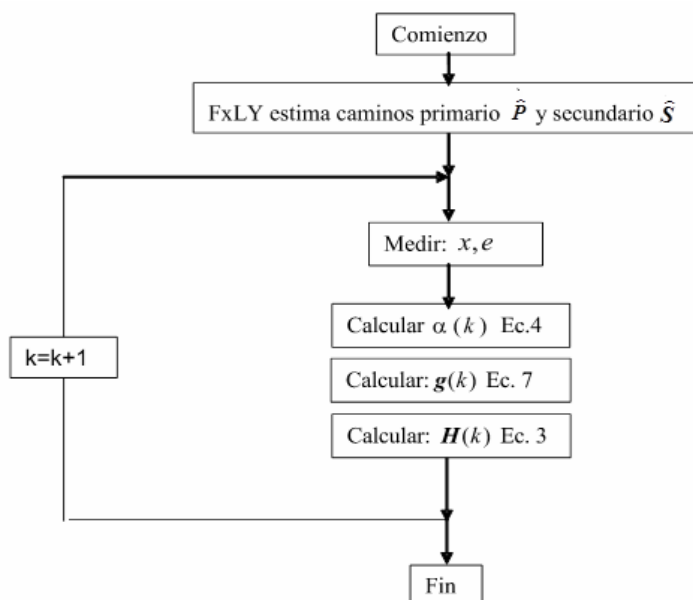 Comienzo
FxLY estima caminos primario P̂ y secundario Ŝ
Medir: x, e
Calcular α (k) Ec.4
k=k+1
Calcular: g(k) Ec. 7
Calcular: H(k) Ec. 3
Fin